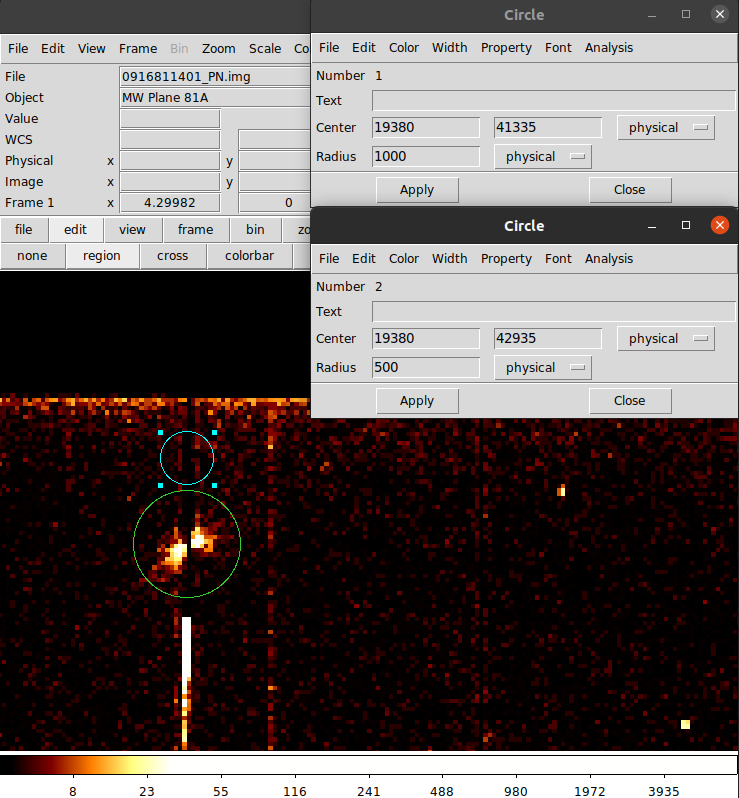 Circle
File Edit View Frame Bin Zoom Scale Co
File 0916811401_PN.img
Object MW Plane 81A
Value
WCS
Physical x y
Image x y
Frame 1 x 4.29982 0
file edit view frame bin zo
none region cross colorbar
File Edit Color Width Property Font Analysis
Number 1
Text
Center 19380 41335 physical
Radius 1000 physical
Apply Close
Circle
File Edit Color Width Property Font Analysis
Number 2
Text
Center 19380 42935 physical
Radius 500 physical
Apply Close
8 23 55 116 241 488 980 1972 3935